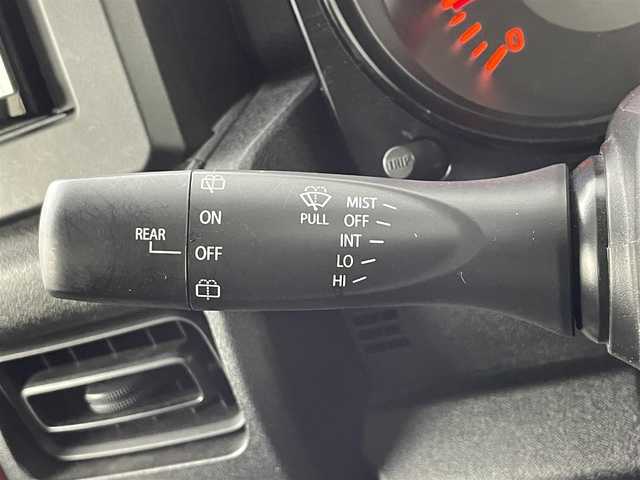 REAR
ON
OFF
PULL
MIST
OFF
INT
LO
HI
TRIP